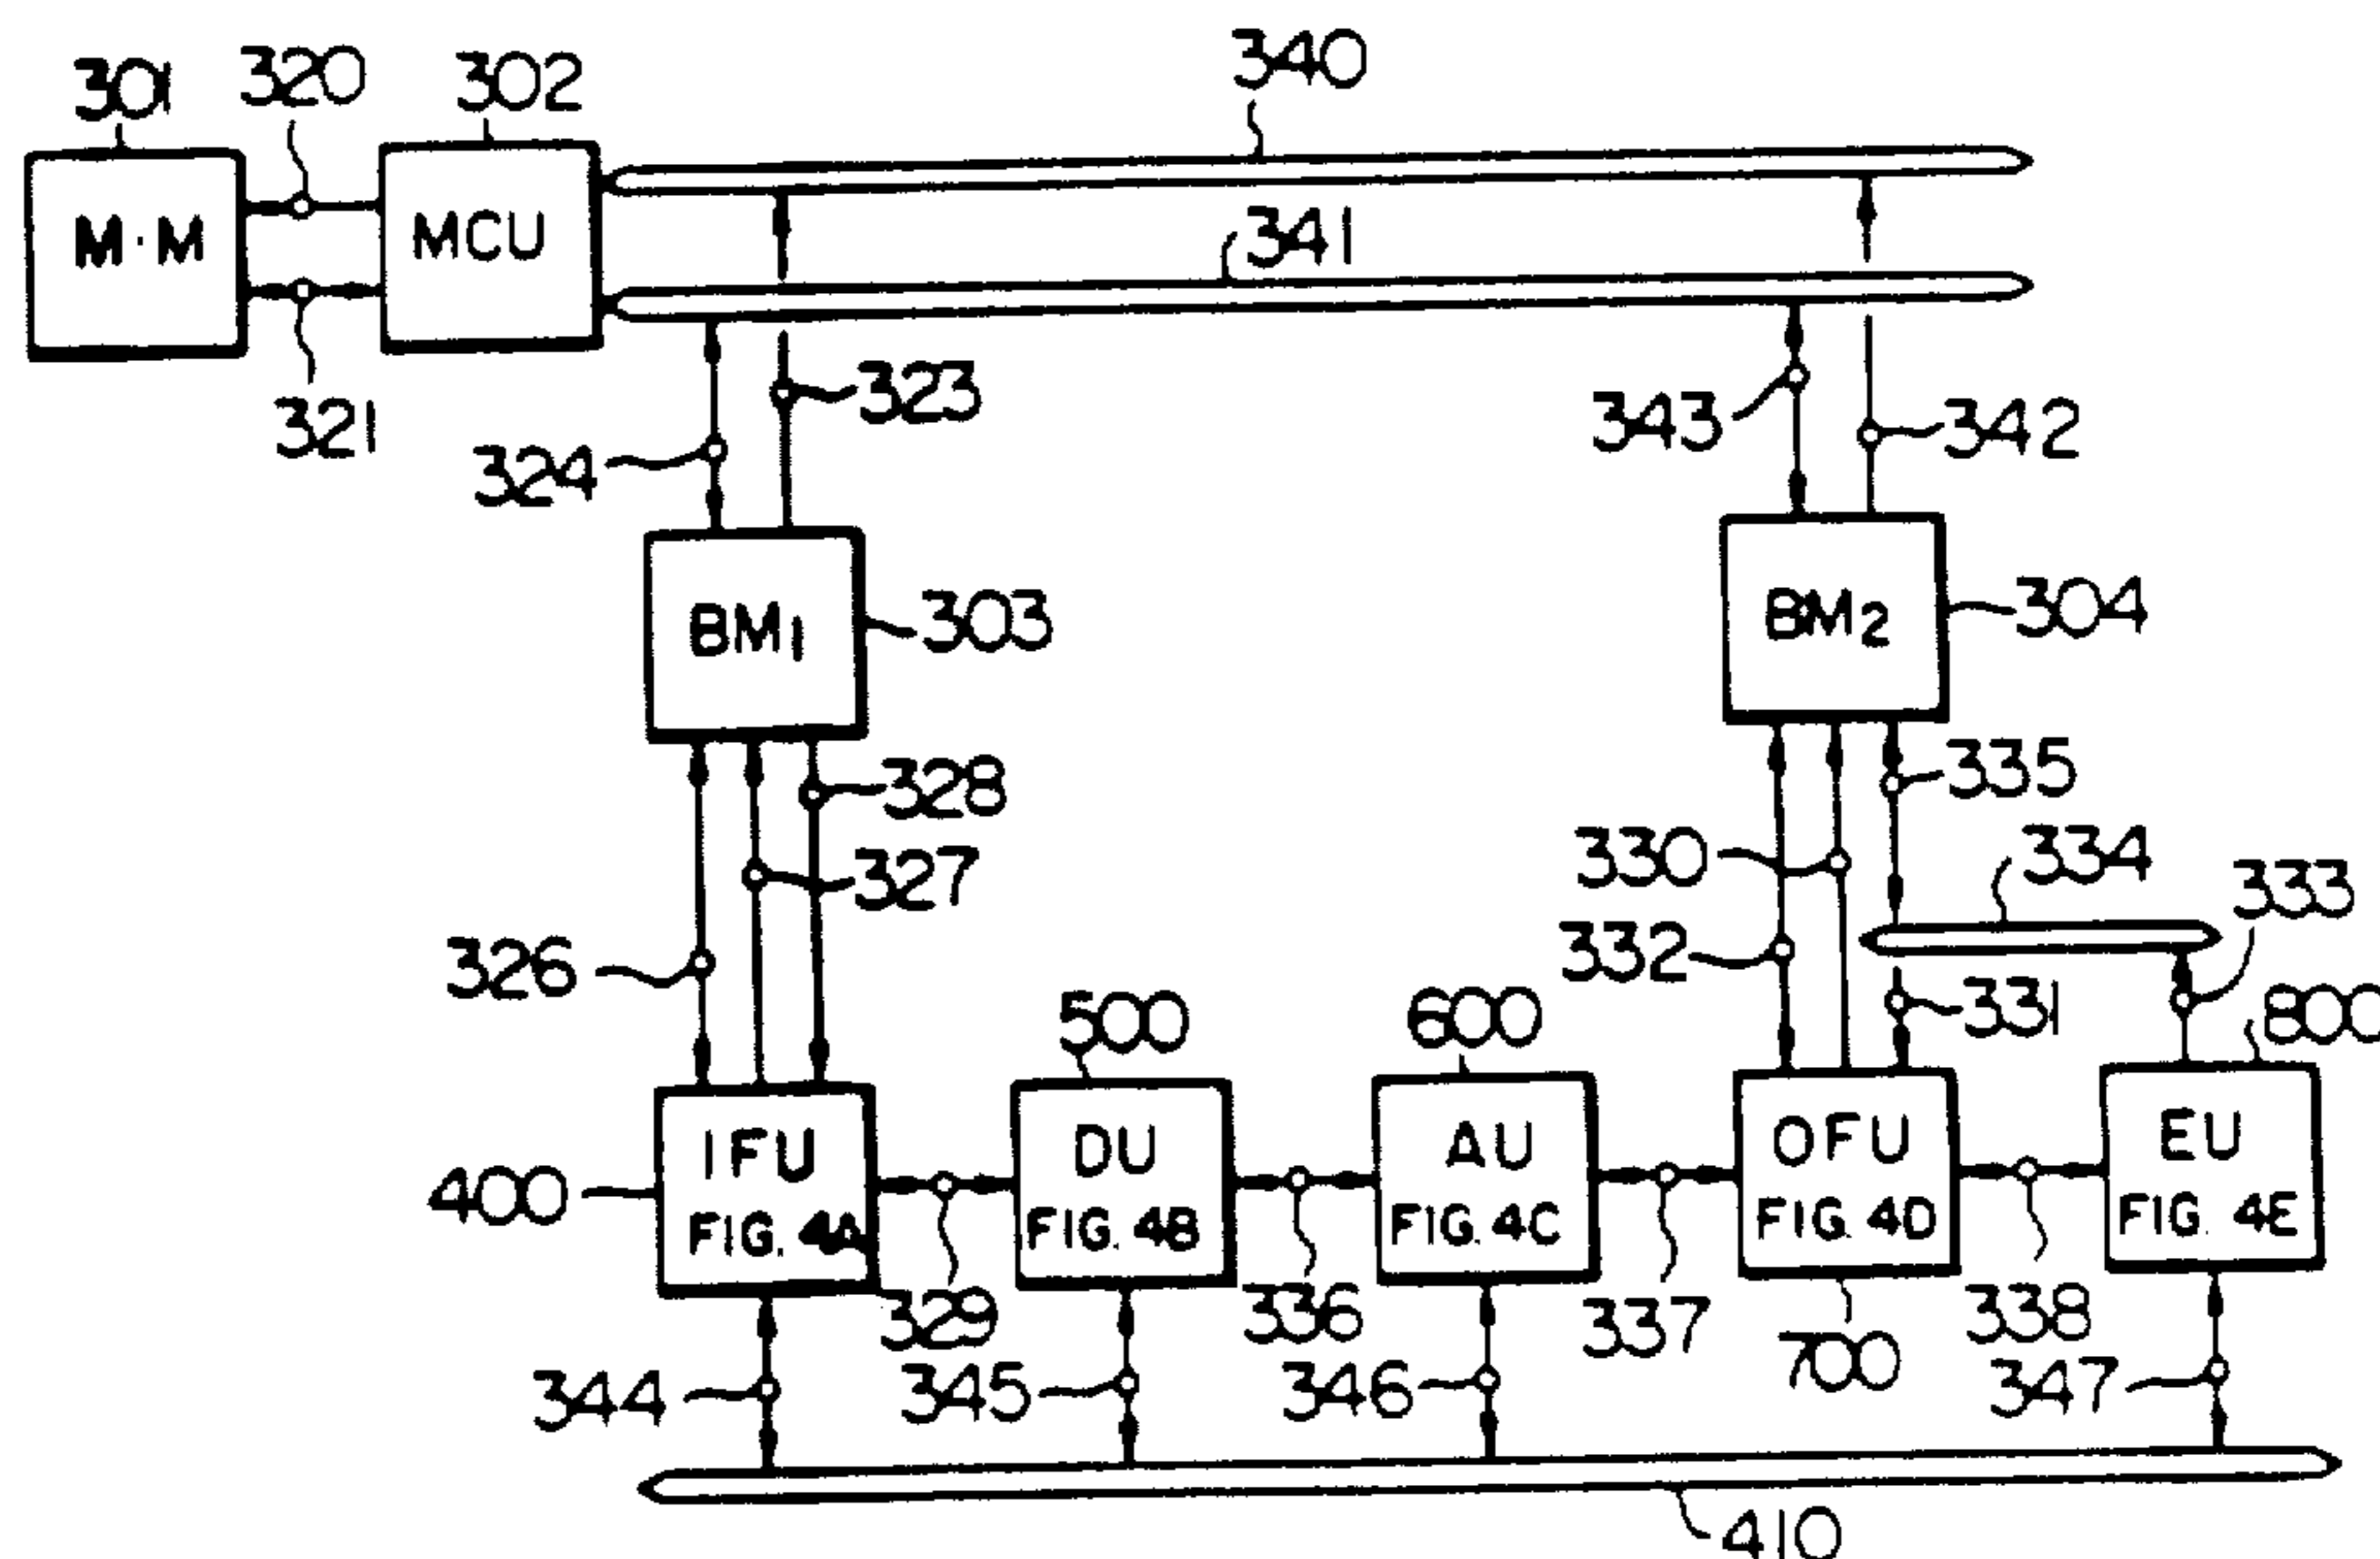 340
301 320 302
M·M MCU
341
321
324 323
343 342
BM1 303
BM2 304
328
335
327
330 334 333
326
332
331
500 600 800
IFU
FIG. 4A
DU
FIG. 4B
AU
FIG. 4C
OFU
FIG. 4D
EU
FIG. 4E
400
329 336 337 338
344 345 346 700 347
410